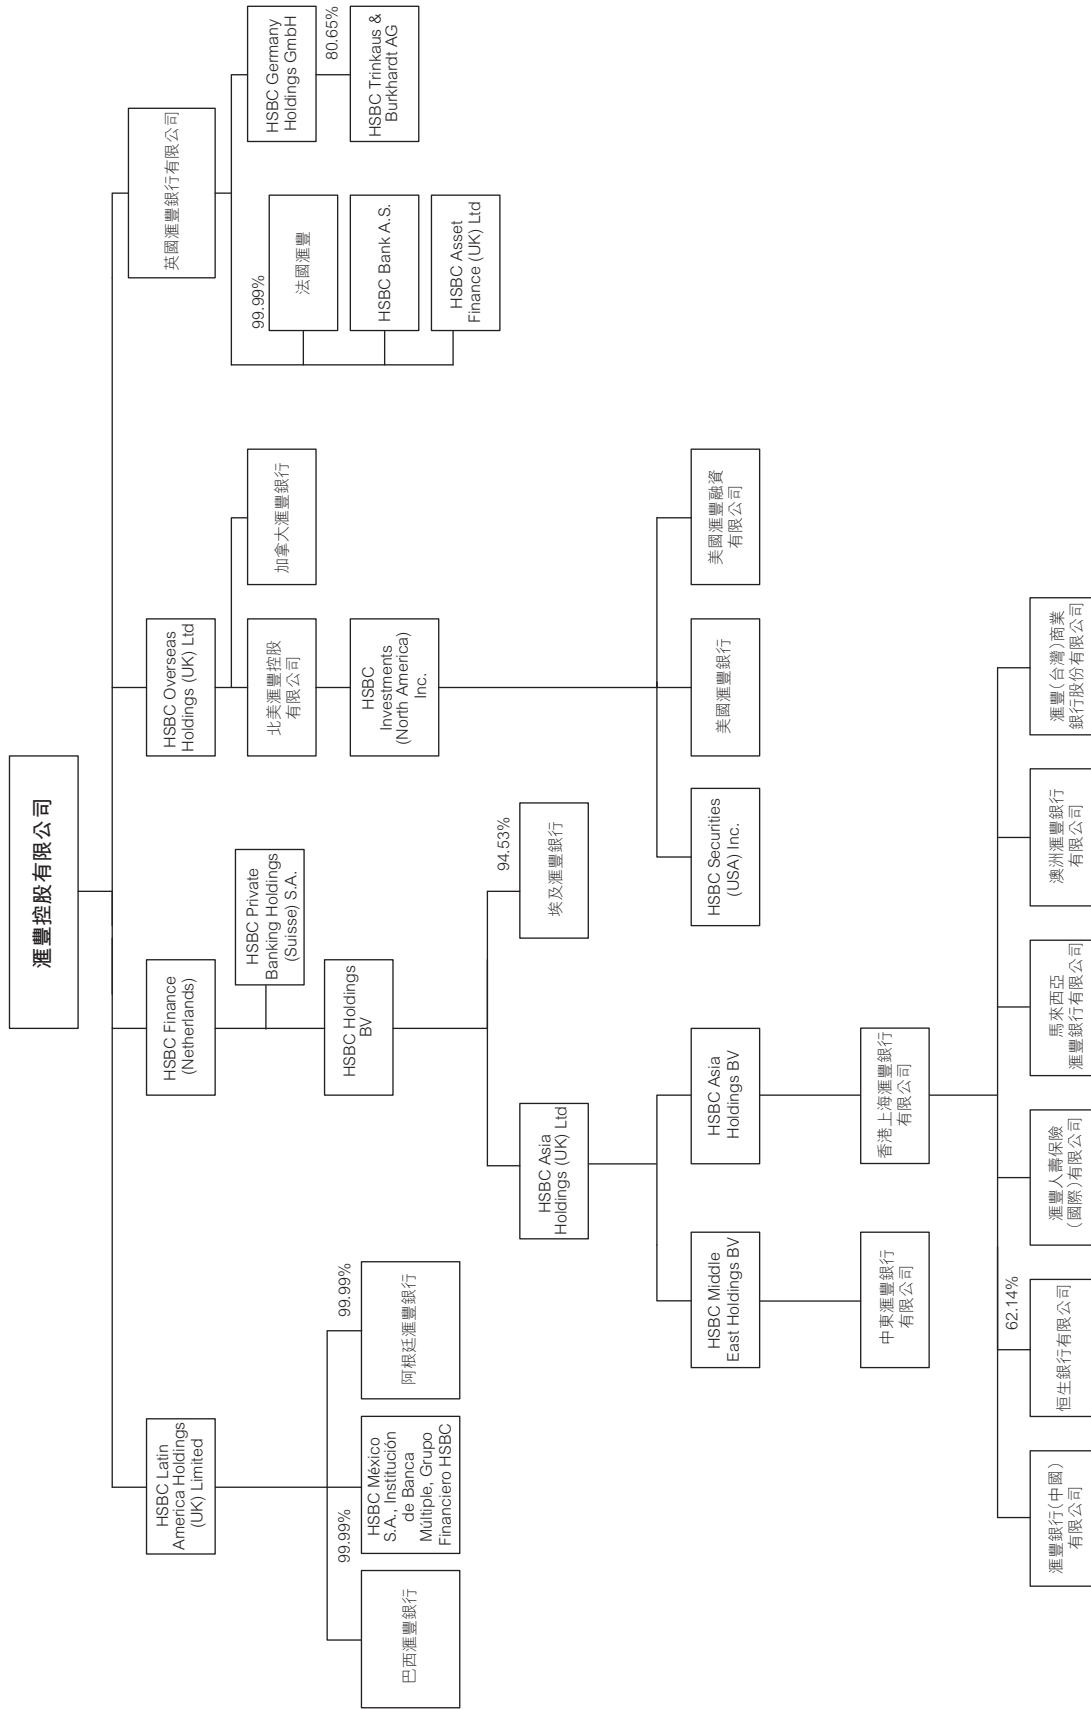 滙豐控股有限公司
HSBC Latin
America Holdings
(UK) Limited
HSBC Finance
(Netherlands)
HSBC Overseas
Holdings (UK) Ltd
英國滙豐銀行有限公司
HSBC Private
Banking Holdings
(Suisse) S.A.
北美滙豐控股
有限公司
加拿大滙豐銀行
99.99%
法國滙豐
HSBC Germany
Holdings GmbH
80.65%
99.99%
99.99%
巴西滙豐銀行
HSBC México
S.A., Institución
de Banca
Múltiple, Grupo
Financiero HSBC
阿根廷滙豐銀行
HSBC Holdings
BV
HSBC
Investments
(North America)
Inc.
HSBC Bank A.S.
HSBC Trinkaus &
Burkhardt AG
HSBC Asset
Finance (UK) Ltd
94.53%
HSBC Asia
Holdings (UK) Ltd
埃及滙豐銀行
HSBC Middle
East Holdings BV
HSBC Asia
Holdings BV
HSBC Securities
(USA) Inc.
美國滙豐銀行
美國滙豐融資
有限公司
中東滙豐銀行
有限公司
香港上海滙豐銀行
有限公司
62.14%
滙豐銀行(中國)
有限公司
恒生銀行有限公司
滙豐人壽保險
(國際)有限公司
馬來西亞
滙豐銀行有限公司
澳洲滙豐銀行
有限公司
滙豐(台灣)商業
銀行股份有限公司